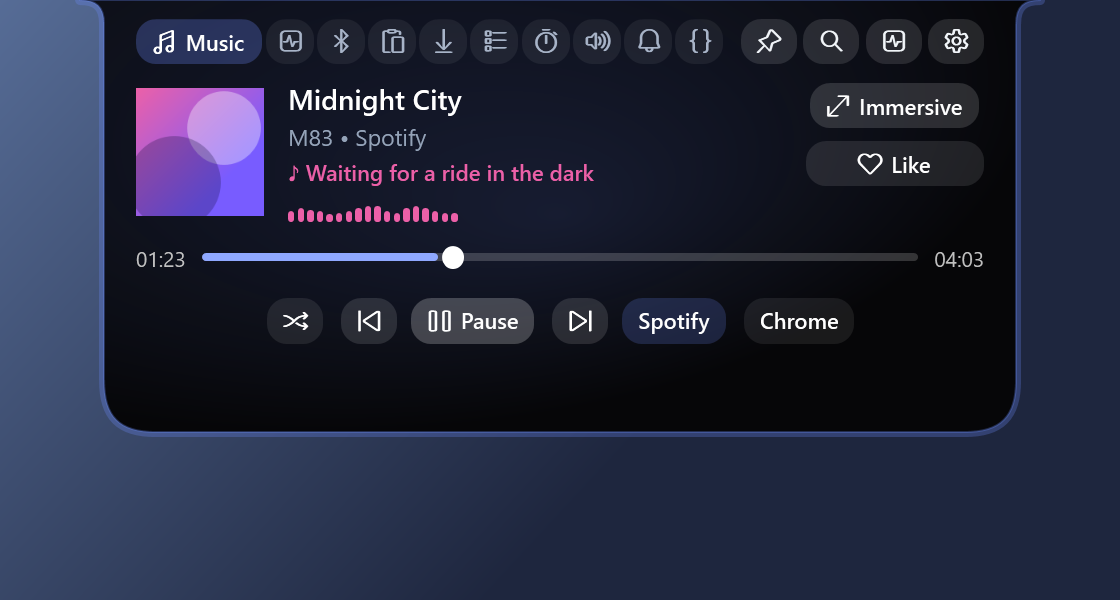 Music
Midnight City
M83 • Spotify
♪ Waiting for a ride in the dark
Immersive
Like
01:23
04:03
Pause
Spotify
Chrome